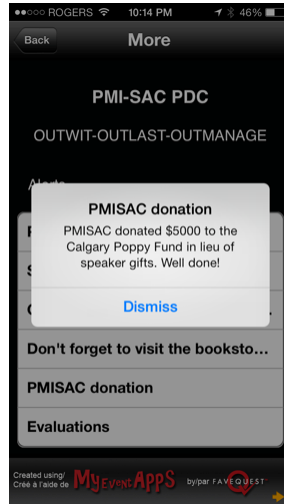 ROGERS 10:14 PM 46%
Back More
PMI-SAC PDC
OUTWIT-OUTLAST-OUTMANAGE
PMISAC donation
PMISAC donated $5000 to the
Calgary Poppy Fund in lieu of
speaker gifts. Well done!
Dismiss
Don't forget to visit the booksto...
PMISAC donation
Evaluations
Created using/
Créé à l'aide de
MyEventApps
by/par FAVEQUEST